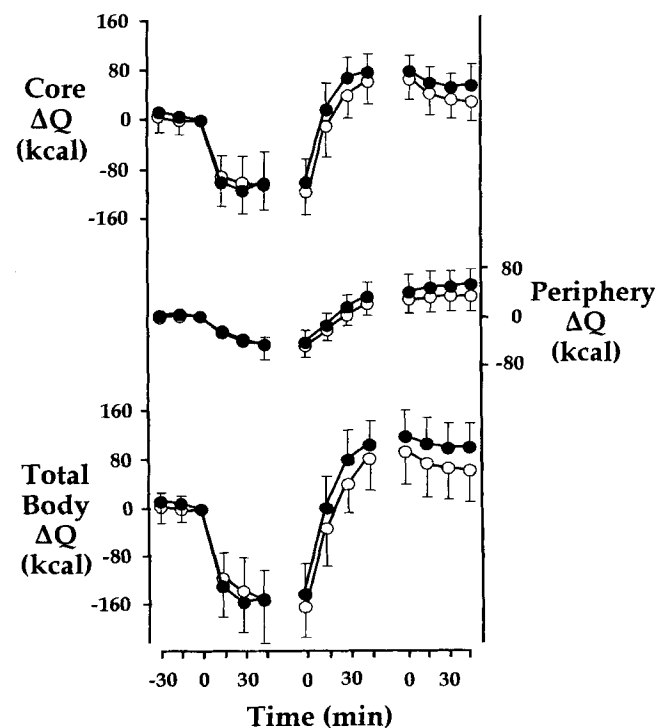 160
80
0
-80
-160
Core
ΔQ
(kcal)
80
0
-80
Periphery
ΔQ
(kcal)
160
80
0
-80
-160
Total
Body
ΔQ
(kcal)
-30 0 30 0 30 0 30
Time (min)